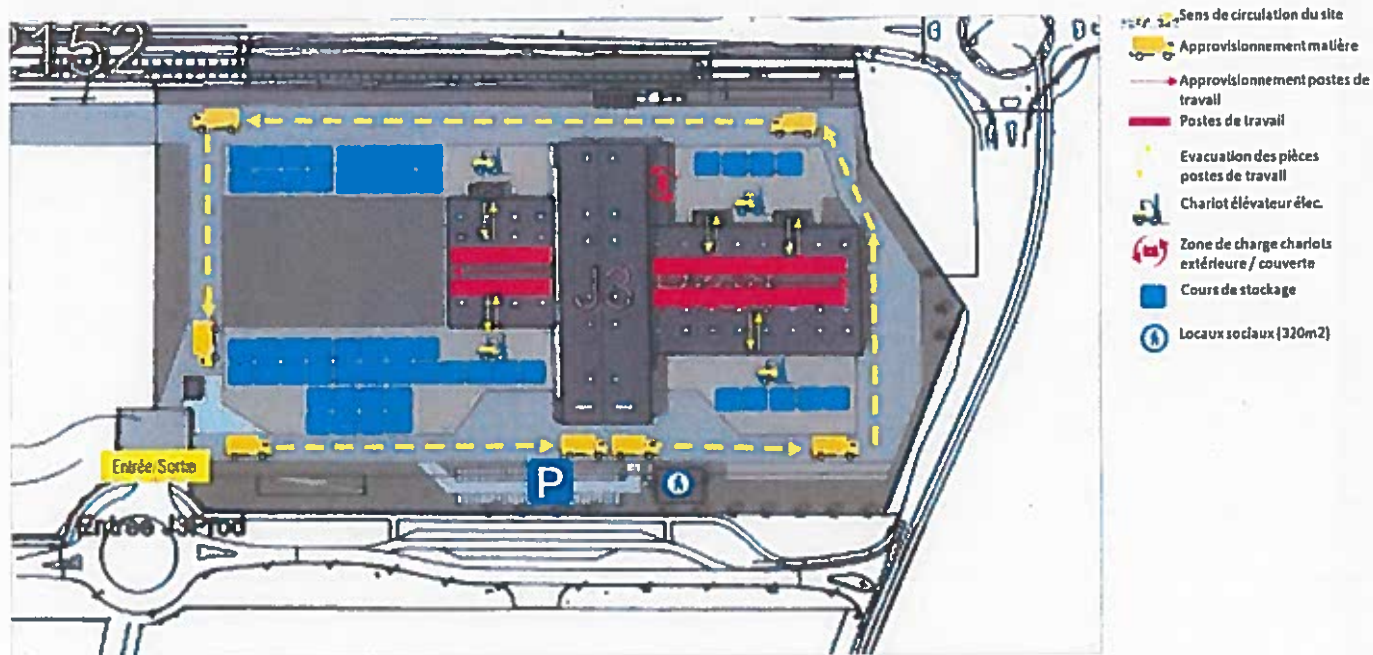 152
Sens de circulation du site
Approvisionnement matière
Approvisionnement postes de
travail
Postes de travail
Evacuation des pièces
postes de travail
Chariot élévateur élec.
Zone de charge chariots
extérieure / couverte
Cours de stockage
Locaux sociaux (320m2)
J3
Entrée/Sortie
P
Entrée J3Prod